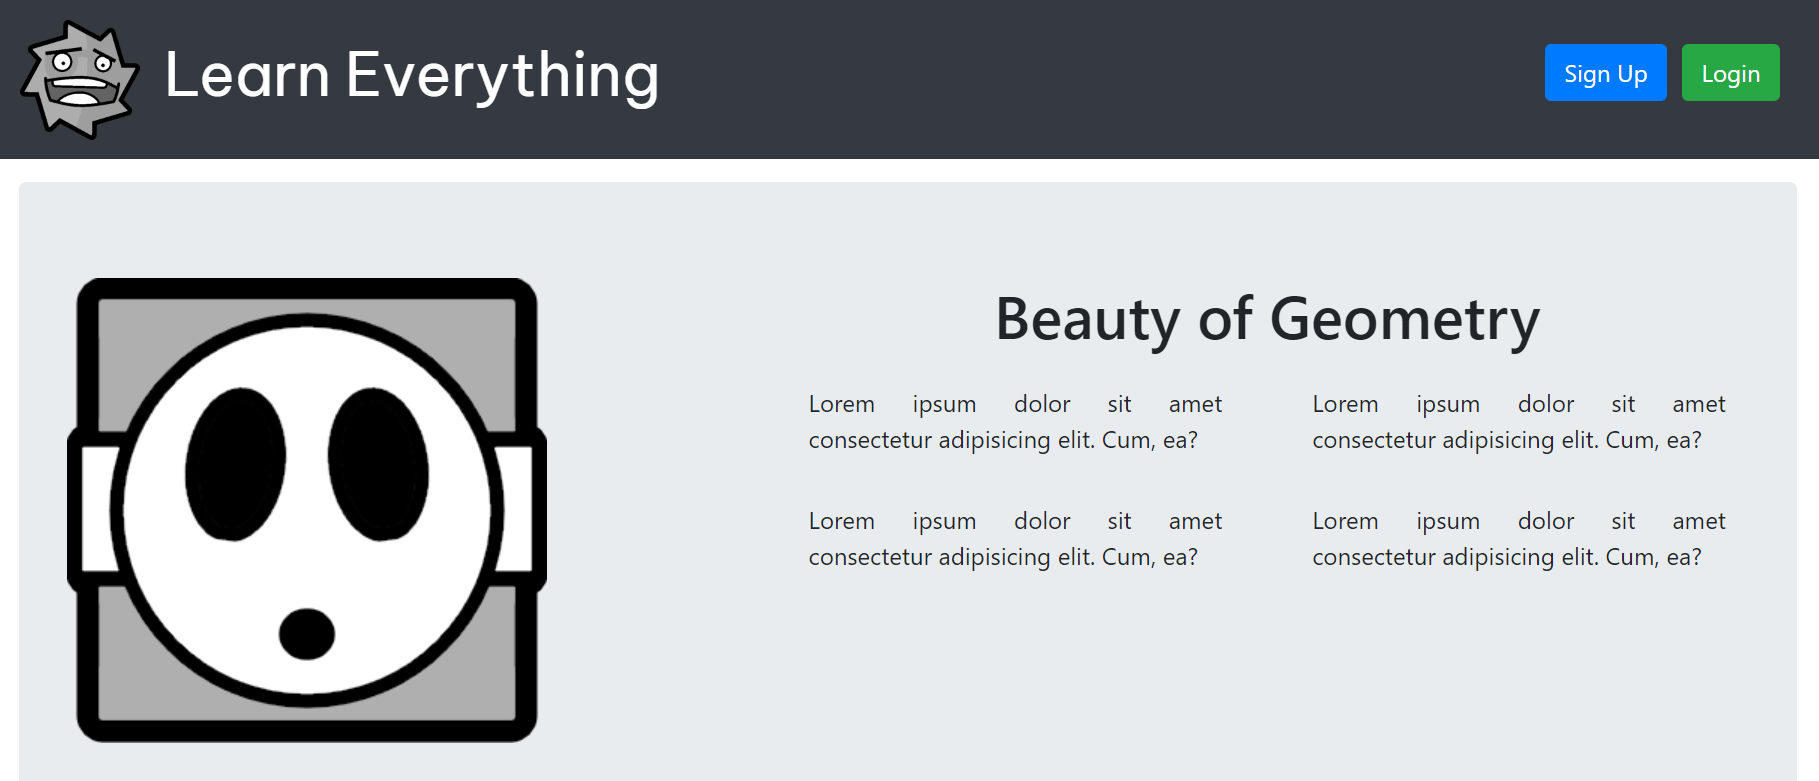 Learn Everything
Sign Up
Login
Beauty of Geometry
Lorem ipsum dolor sit amet
consectetur adipisicing elit. Cum, ea?
Lorem ipsum dolor sit amet
consectetur adipisicing elit. Cum, ea?
Lorem ipsum dolor sit amet
consectetur adipisicing elit. Cum, ea?
Lorem ipsum dolor sit amet
consectetur adipisicing elit. Cum, ea?